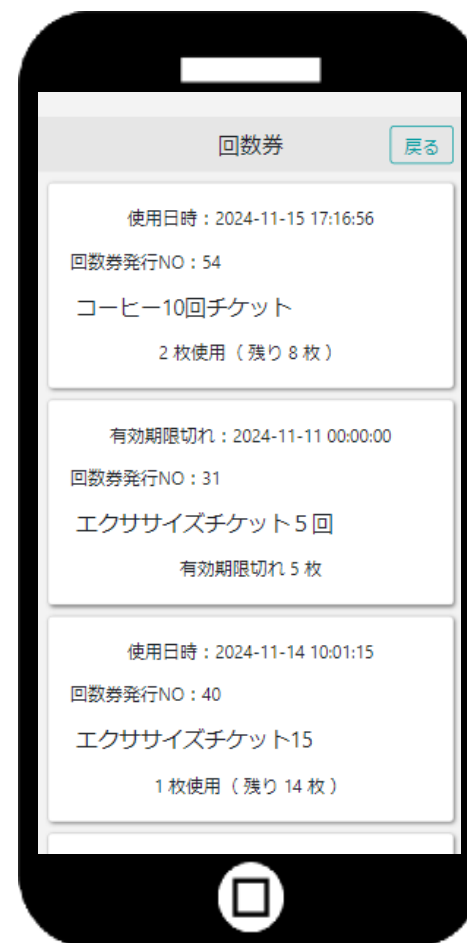 回数券
戻る
使用日時：2024-11-15 17:16:56
回数券発行NO：54
コーヒー10回チケット
2 枚使用（ 残り 8 枚 ）
有効期限切れ：2024-11-11 00:00:00
回数券発行NO：31
エクササイズチケット５回
有効期限切れ 5 枚
使用日時：2024-11-14 10:01:15
回数券発行NO：40
エクササイズチケット15
1 枚使用（ 残り 14 枚 ）